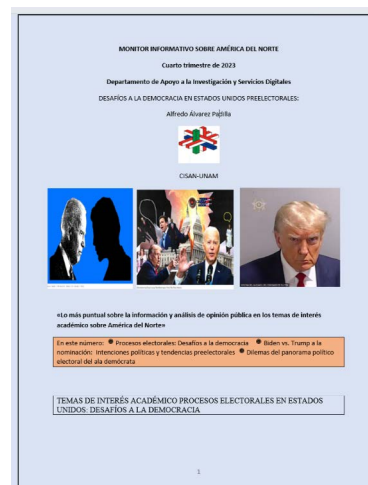 MONITOR INFORMATIVO SOBRE AMÉRICA DEL NORTE
Cuarto trimestre de 2023
Departamento de Apoyo a la Investigación y Servicios Digitales
DESAFÍOS A LA DEMOCRACIA EN ESTADOS UNIDOS PREELECTORALES:
Alfredo Álvarez Padilla
CISAN-UNAM
«Lo más puntual sobre la información y análisis de opinión pública en los temas de interés
académico sobre América del Norte»
En este número: ● Procesos electorales: Desafíos a la democracia ● Biden vs. Trump a la
nominación: Intenciones políticas y tendencias preelectorales ● Dilemas del panorama político
electoral del ala demócrata
TEMAS DE INTERÉS ACADÉMICO PROCESOS ELECTORALES EN ESTADOS
UNIDOS: DESAFÍOS A LA DEMOCRACIA
1